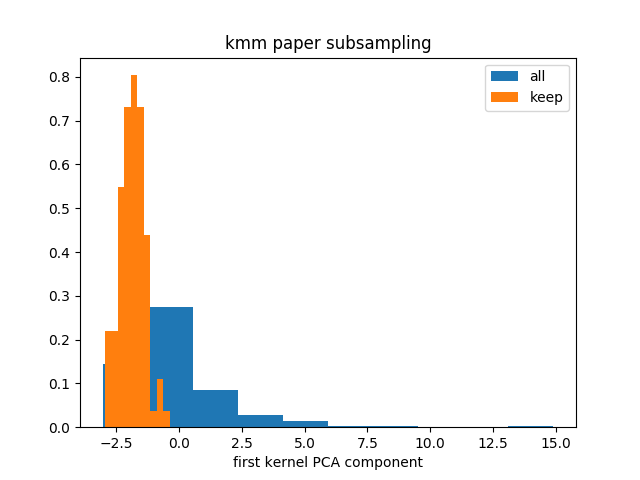 kmm paper subsampling
all
keep
0.8
0.7
0.6
0.5
0.4
0.3
0.2
0.1
0.0
−2.5 0.0 2.5 5.0 7.5 10.0 12.5 15.0
first kernel PCA component